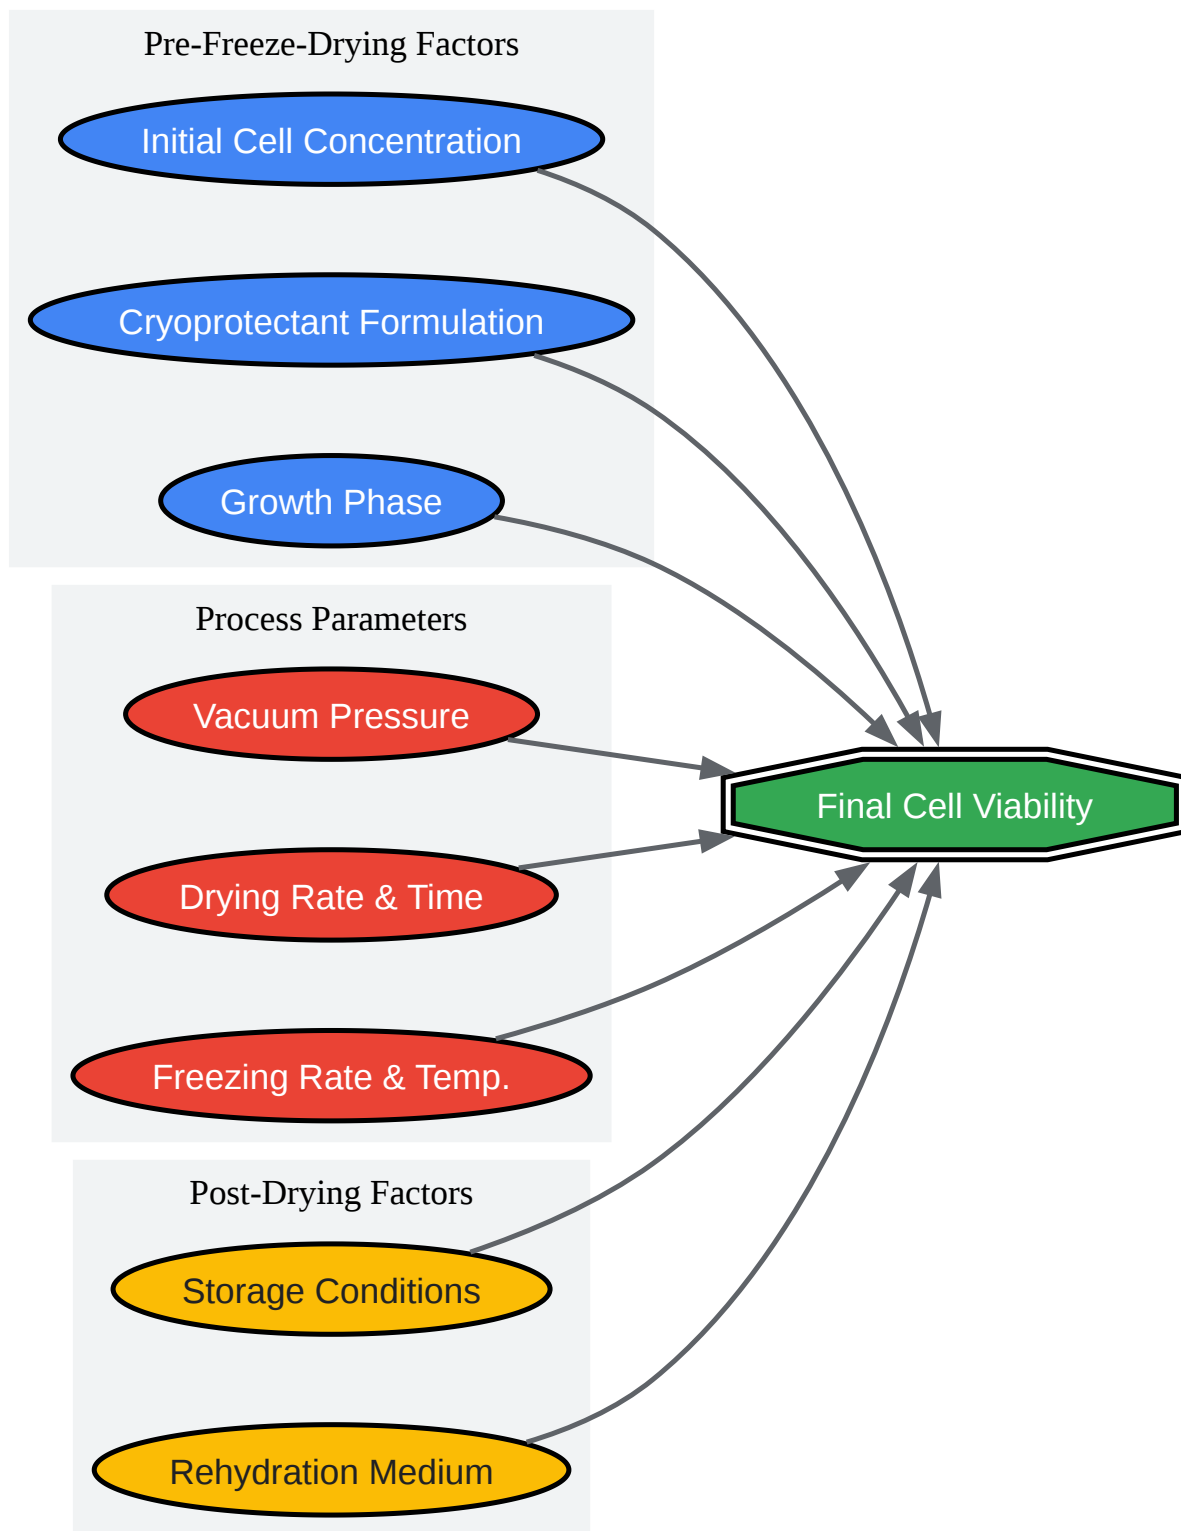 Pre-Freeze-Drying Factors
Initial Cell Concentration
Cryoprotectant Formulation
Growth Phase
Process Parameters
Vacuum Pressure
Drying Rate & Time
Freezing Rate & Temp.
Final Cell Viability
Post-Drying Factors
Storage Conditions
Rehydration Medium